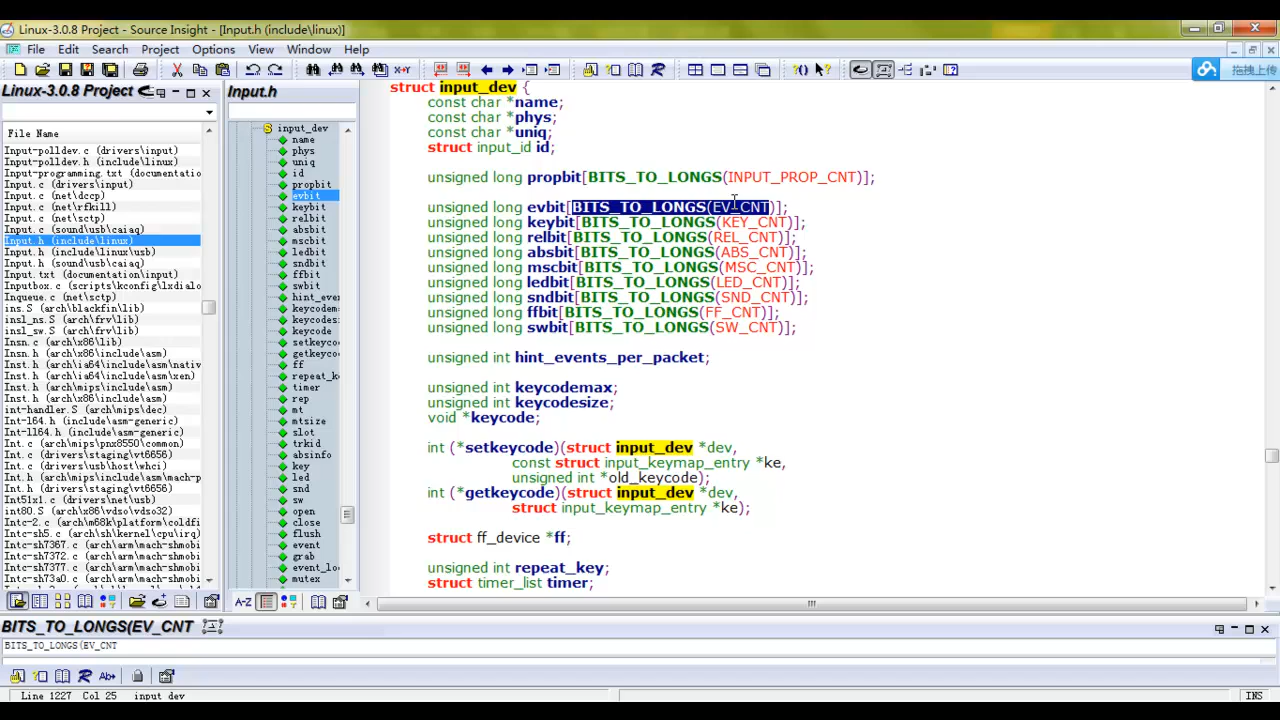 Linux-3.0.8 Project - Source Insight - [Input.h (include\linux)]
File Edit Search Project Options View Window Help
拖拽上传
Linux-3.0.8 Project
File Name
Input-polldev.c (drivers\input)
Input-polldev.h (include\linux)
Input-programming.txt (documentation
Input.c (drivers\input)
Input.c (net\dccp)
Input.c (net\rfkill)
Input.c (net\sctp)
Input.c (sound\usb\caiaq)
Input.h (include\linux)
Input.h (include\linux\usb)
Input.h (sound\usb\caiaq)
Input.txt (documentation\input)
Inputbox.c (scripts\kconfig\lxdialo
Inqueue.c (net\sctp)
ins.S (arch\blackfin\lib)
insl_ns.S (arch\frv\lib)
insl_sw.S (arch\frv\lib)
Insn.c (arch\x86\lib)
Insn.h (arch\x86\include\asm)
Inst.h (arch\ia64\include\asm\nativ
Inst.h (arch\ia64\include\asm\xen)
Inst.h (arch\mips\include\asm)
Inst.h (arch\x86\include\asm)
int-handler.S (arch\mips\dec)
Int-l64.h (include\asm-generic)
Int-ll64.h (include\asm-generic)
Int.c (arch\mips\pnx8550\common)
Int.c (drivers\staging\vt6656)
Int.c (drivers\usb\host\whci)
Int.h (arch\ia64\include\asm\mach-p
Int.h (drivers\staging\vt6656)
Int51x1.c (drivers\net\usb)
int80.S (arch\x86\vdso\vdso32)
Intc-2.c (arch\m68k\platform\coldfi
Intc-sh5.c (arch\sh\kernel\cpu\irq)
Intc-sh7367.c (arch\arm\mach-shmobi
Intc-sh7372.c (arch\arm\mach-shmobi
Intc-sh7377.c (arch\arm\mach-shmobi
Intc-sh73a0.c (arch\arm\mach-shmobi
Input.h
input_dev
name
phys
uniq
id
propbit
evbit
keybit
relbit
absbit
mscbit
ledbit
sndbit
ffbit
swbit
hint_even
keycodem
keycodesi
keycode
setkeycod
getkeycod
ff
repeat_k
timer
rep
mt
mtsize
slot
trkid
absinfo
key
led
snd
sw
open
close
flush
event
grab
event_loc
mutex
A-Z
struct input_dev {
const char *name;
const char *phys;
const char *uniq;
struct input_id id;
unsigned long propbit[BITS_TO_LONGS(INPUT_PROP_CNT)];
unsigned long evbit[BITS_TO_LONGS(EV_CNT)];
unsigned long keybit[BITS_TO_LONGS(KEY_CNT)];
unsigned long relbit[BITS_TO_LONGS(REL_CNT)];
unsigned long absbit[BITS_TO_LONGS(ABS_CNT)];
unsigned long mscbit[BITS_TO_LONGS(MSC_CNT)];
unsigned long ledbit[BITS_TO_LONGS(LED_CNT)];
unsigned long sndbit[BITS_TO_LONGS(SND_CNT)];
unsigned long ffbit[BITS_TO_LONGS(FF_CNT)];
unsigned long swbit[BITS_TO_LONGS(SW_CNT)];
unsigned int hint_events_per_packet;
unsigned int keycodemax;
unsigned int keycodesize;
void *keycode;
int (*setkeycode)(struct input_dev *dev,
const struct input_keymap_entry *ke,
unsigned int *old_keycode);
int (*getkeycode)(struct input_dev *dev,
struct input_keymap_entry *ke);
struct ff_device *ff;
unsigned int repeat_key;
struct timer_list timer;
BITS_TO_LONGS(EV_CNT
BITS_TO_LONGS(EV_CNT
Line 1227 Col 25 input_dev
INS